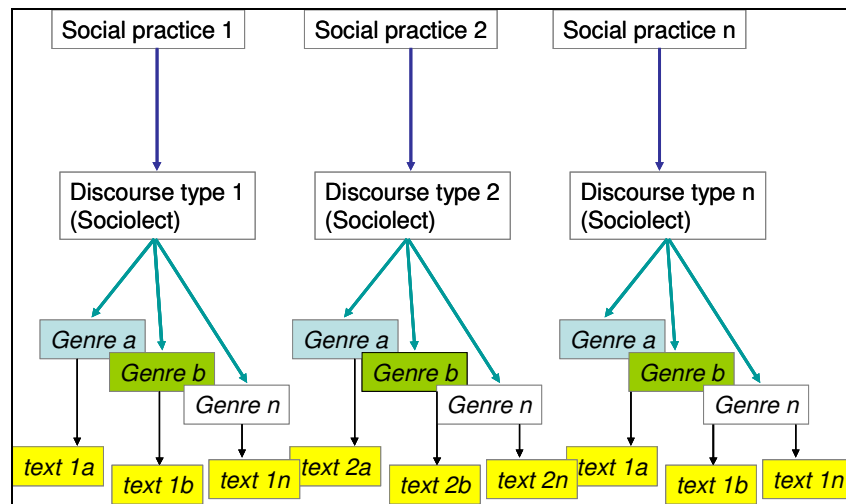 Social practice 1
Social practice 2
Social practice n
Discourse type 1
(Sociolect)
Discourse type 2
(Sociolect)
Discourse type n
(Sociolect)
Genre a
Genre b
Genre n
Genre a
Genre b
Genre n
Genre a
Genre b
Genre n
text 1a
text 1b
text 1n
text 2a
text 2b
text 2n
text 1a
text 1b
text 1n